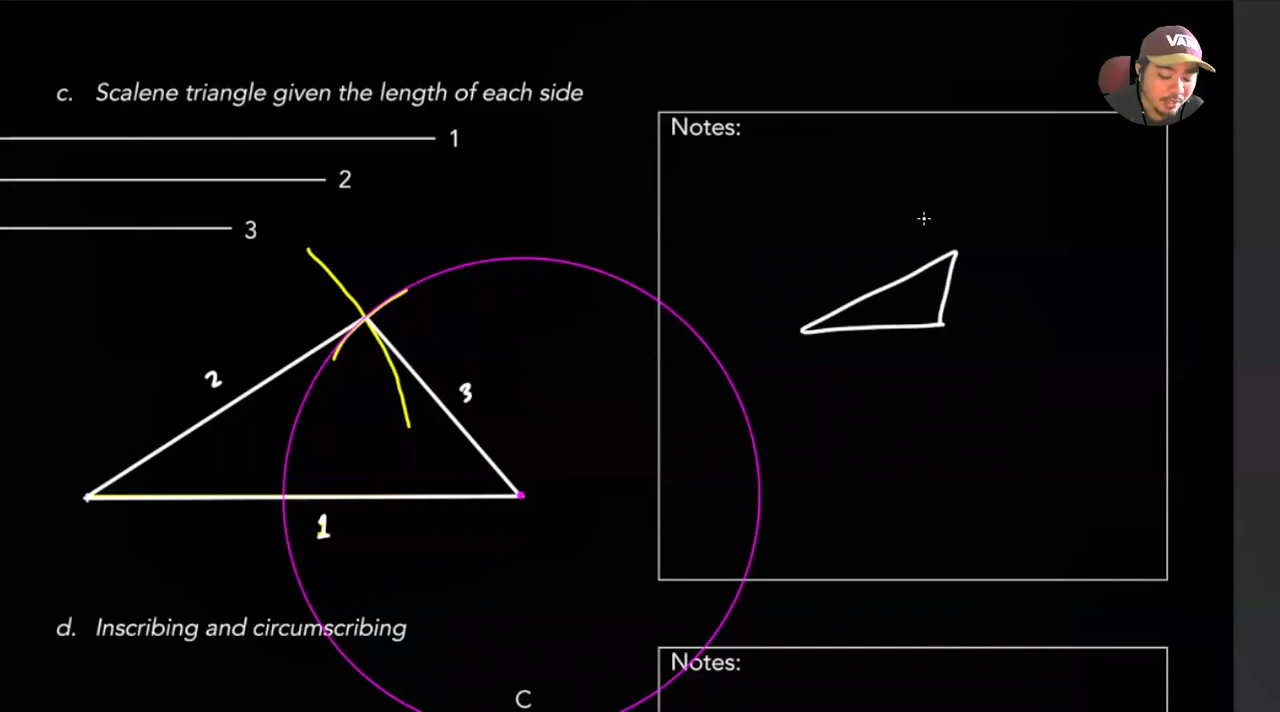 c. Scalene triangle given the length of each side
1
2
3
Notes:
2
3
1
d. Inscribing and circumscribing
Notes:
C